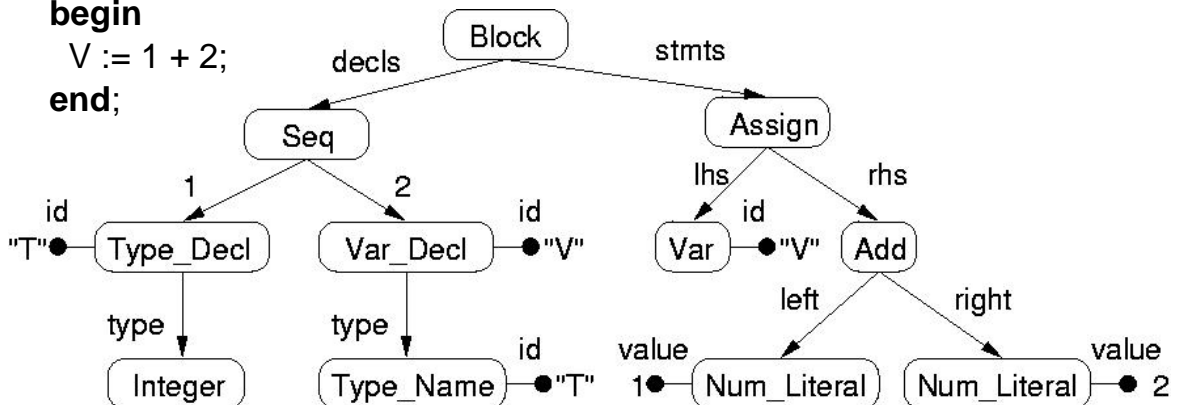 begin
V := 1 + 2;
end;
Block
decls
stmts
Seq
Assign
1
2
lhs
rhs
id
id
id
"T" Type_Decl
Var_Decl "V"
Var "V"
Add
type
type
left
right
id
value
value
Integer
Type_Name "T"
1 Num_Literal
Num_Literal 2